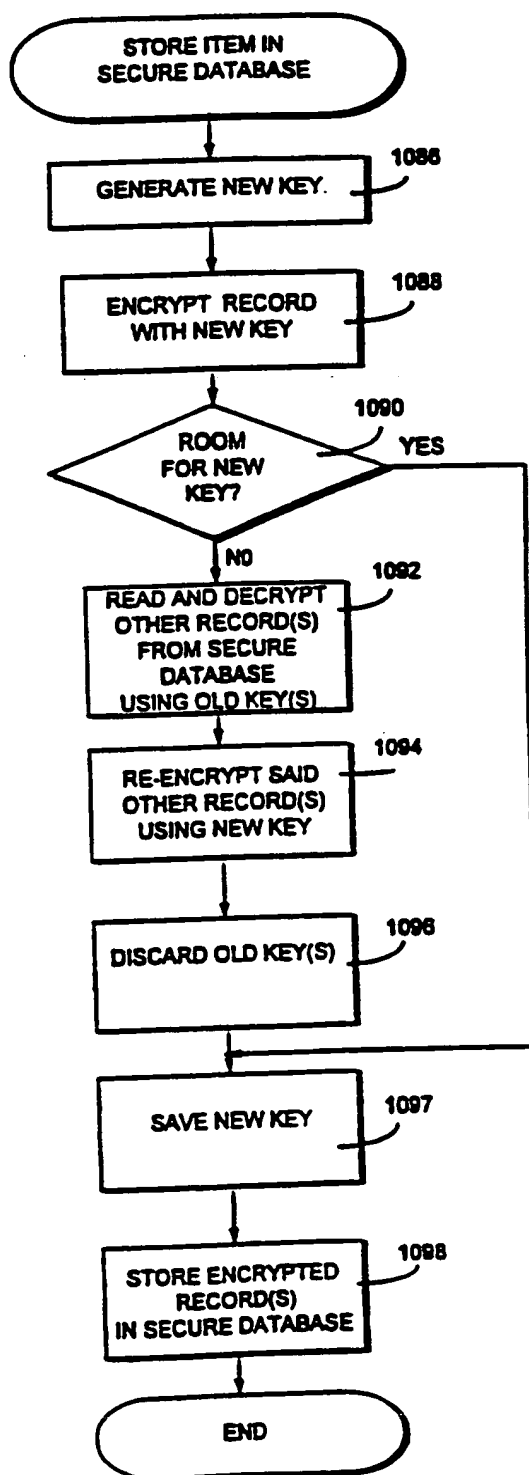 STORE ITEM IN
SECURE DATABASE
1086
GENERATE NEW KEY.
1088
ENCRYPT RECORD
WITH NEW KEY
1090
ROOM
FOR NEW
KEY?
YES
NO
1092
READ AND DECRYPT
OTHER RECORD(S)
FROM SECURE
DATABASE
USING OLD KEY(S)
1094
RE-ENCRYPT SAID
OTHER RECORD(S)
USING NEW KEY
1096
DISCARD OLD KEY(S)
1097
SAVE NEW KEY
1098
STORE ENCRYPTED
RECORD(S)
IN SECURE DATABASE
END